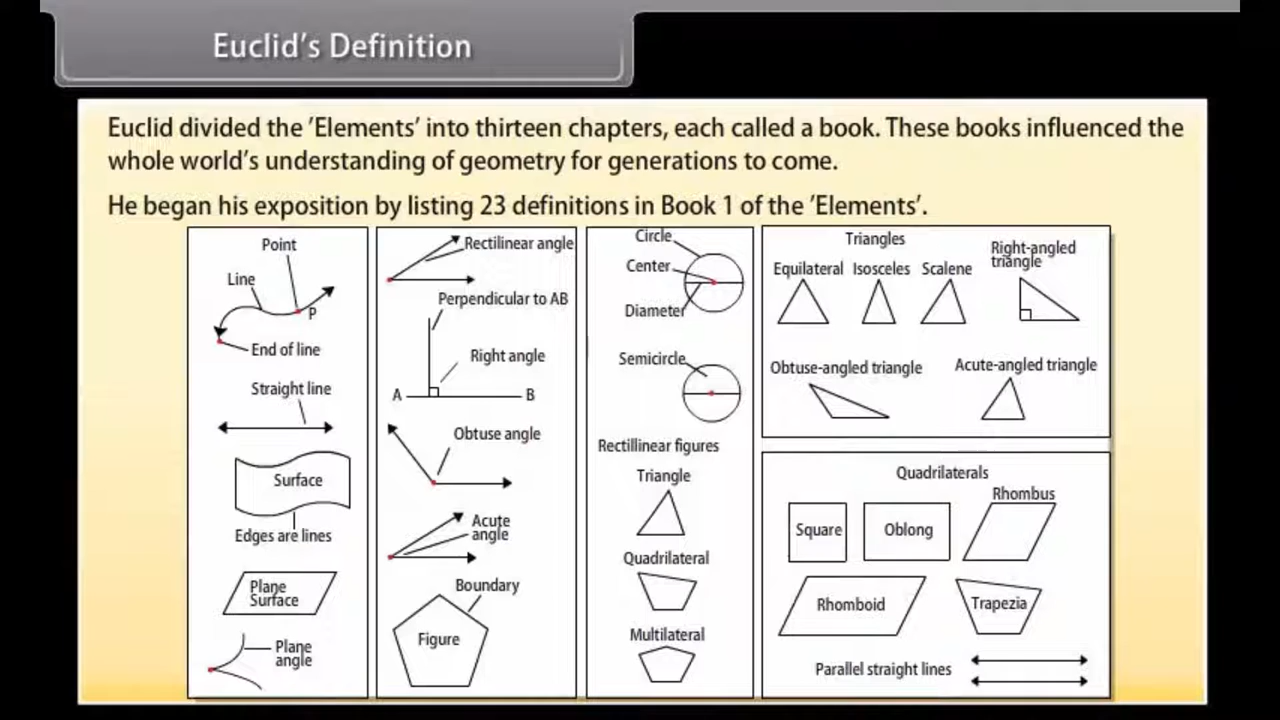 Euclid's Definition
Euclid divided the 'Elements' into thirteen chapters, each called a book. These books influenced the
whole world's understanding of geometry for generations to come.
He began his exposition by listing 23 definitions in Book 1 of the 'Elements'.
Point
Line
P
End of line
Straight line
Surface
Edges are lines
Plane
Surface
Plane
angle
Rectilinear angle
Perpendicular to AB
Right angle
A
B
Obtuse angle
Acute
angle
Boundary
Figure
Circle
Center
Diameter
Semicircle
Rectillinear figures
Triangle
Quadrilateral
Multilateral
Triangles
Equilateral Isosceles Scalene
Right-angled
triangle
Obtuse-angled triangle
Acute-angled triangle
Quadrilaterals
Rhombus
Square
Oblong
Rhomboid
Trapezia
Parallel straight lines